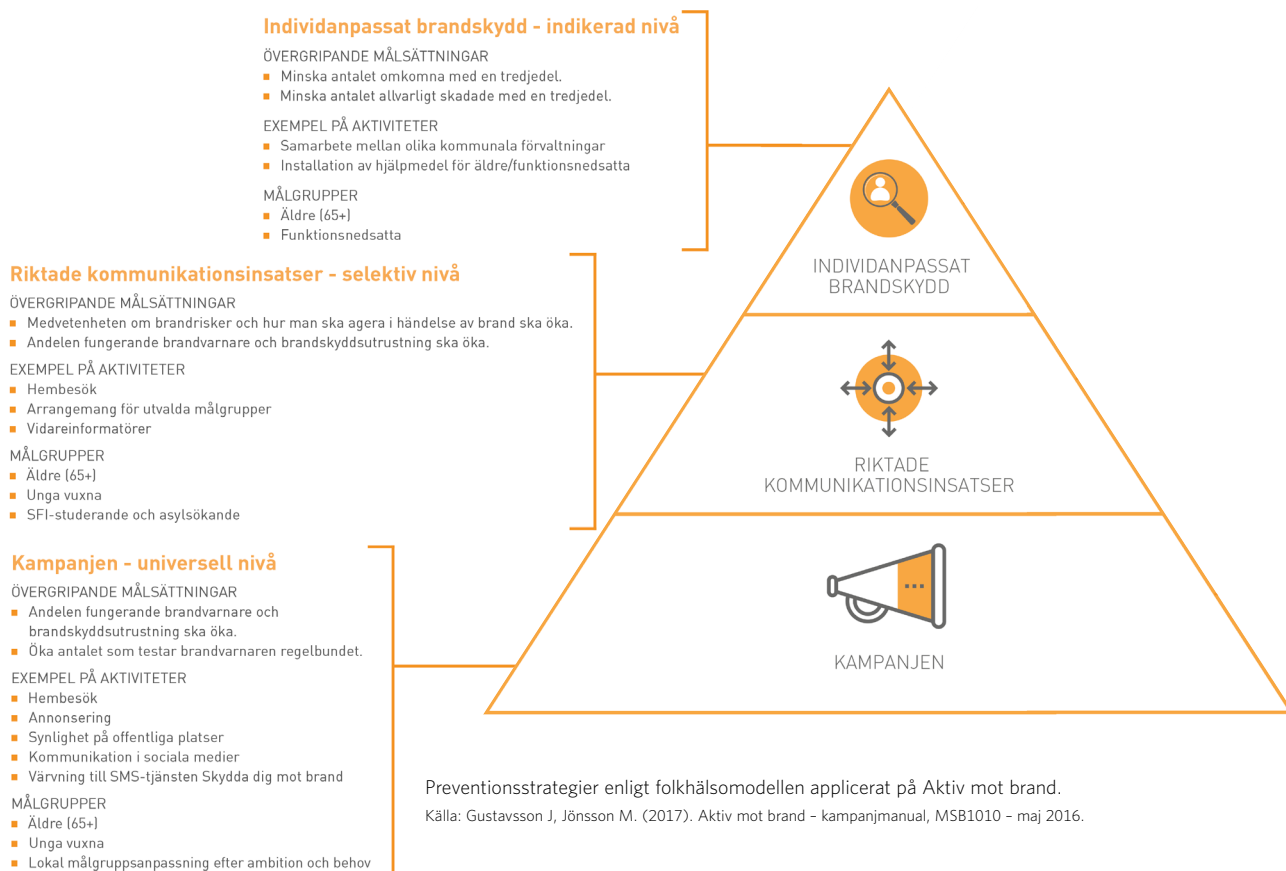 Individanpassat brandskydd - indikerad nivå
ÖVERGRIPANDE MÅLSÄTTNINGAR
Minska antalet omkomna med en tredjedel.
Minska antalet allvarligt skadade med en tredjedel.
EXEMPEL PÅ AKTIVITETER
Samarbete mellan olika kommunala förvaltningar
Installation av hjälpmedel för äldre/funktionsnedsatta
MÅLGRUPPER
Äldre (65+)
Funktionsnedsatta
Riktade kommunikationsinsatser - selektiv nivå
ÖVERGRIPANDE MÅLSÄTTNINGAR
Medvetenheten om brandrisker och hur man ska agera i händelse av brand ska öka.
Andelen fungerande brandvarnare och brandskyddsutrustning ska öka.
EXEMPEL PÅ AKTIVITETER
Hembesök
Arrangemang för utvalda målgrupper
Vidareinformatörer
MÅLGRUPPER
Äldre (65+)
Unga vuxna
SFI-studerande och asylsökande
Kampanjen - universell nivå
ÖVERGRIPANDE MÅLSÄTTNINGAR
Andelen fungerande brandvarnare och
brandskyddsutrustning ska öka.
Öka antalet som testar brandvarnaren regelbundet.
EXEMPEL PÅ AKTIVITETER
Hembesök
Annonsering
Synlighet på offentliga platser
Kommunikation i sociala medier
Värvning till SMS-tjänsten Skydda dig mot brand
MÅLGRUPPER
Äldre (65+)
Unga vuxna
Lokal målgruppsanpassning efter ambition och behov
INDIVIDANPASSAT
BRANDSKYDD
RIKTADE
KOMMUNIKATIONSINSATSER
KAMPANJEN
Preventionsstrategier enligt folkhälsomodellen applicerat på Aktiv mot brand.
Källa: Gustavsson J, Jönsson M. (2017). Aktiv mot brand – kampanjmanual, MSB1010 – maj 2016.